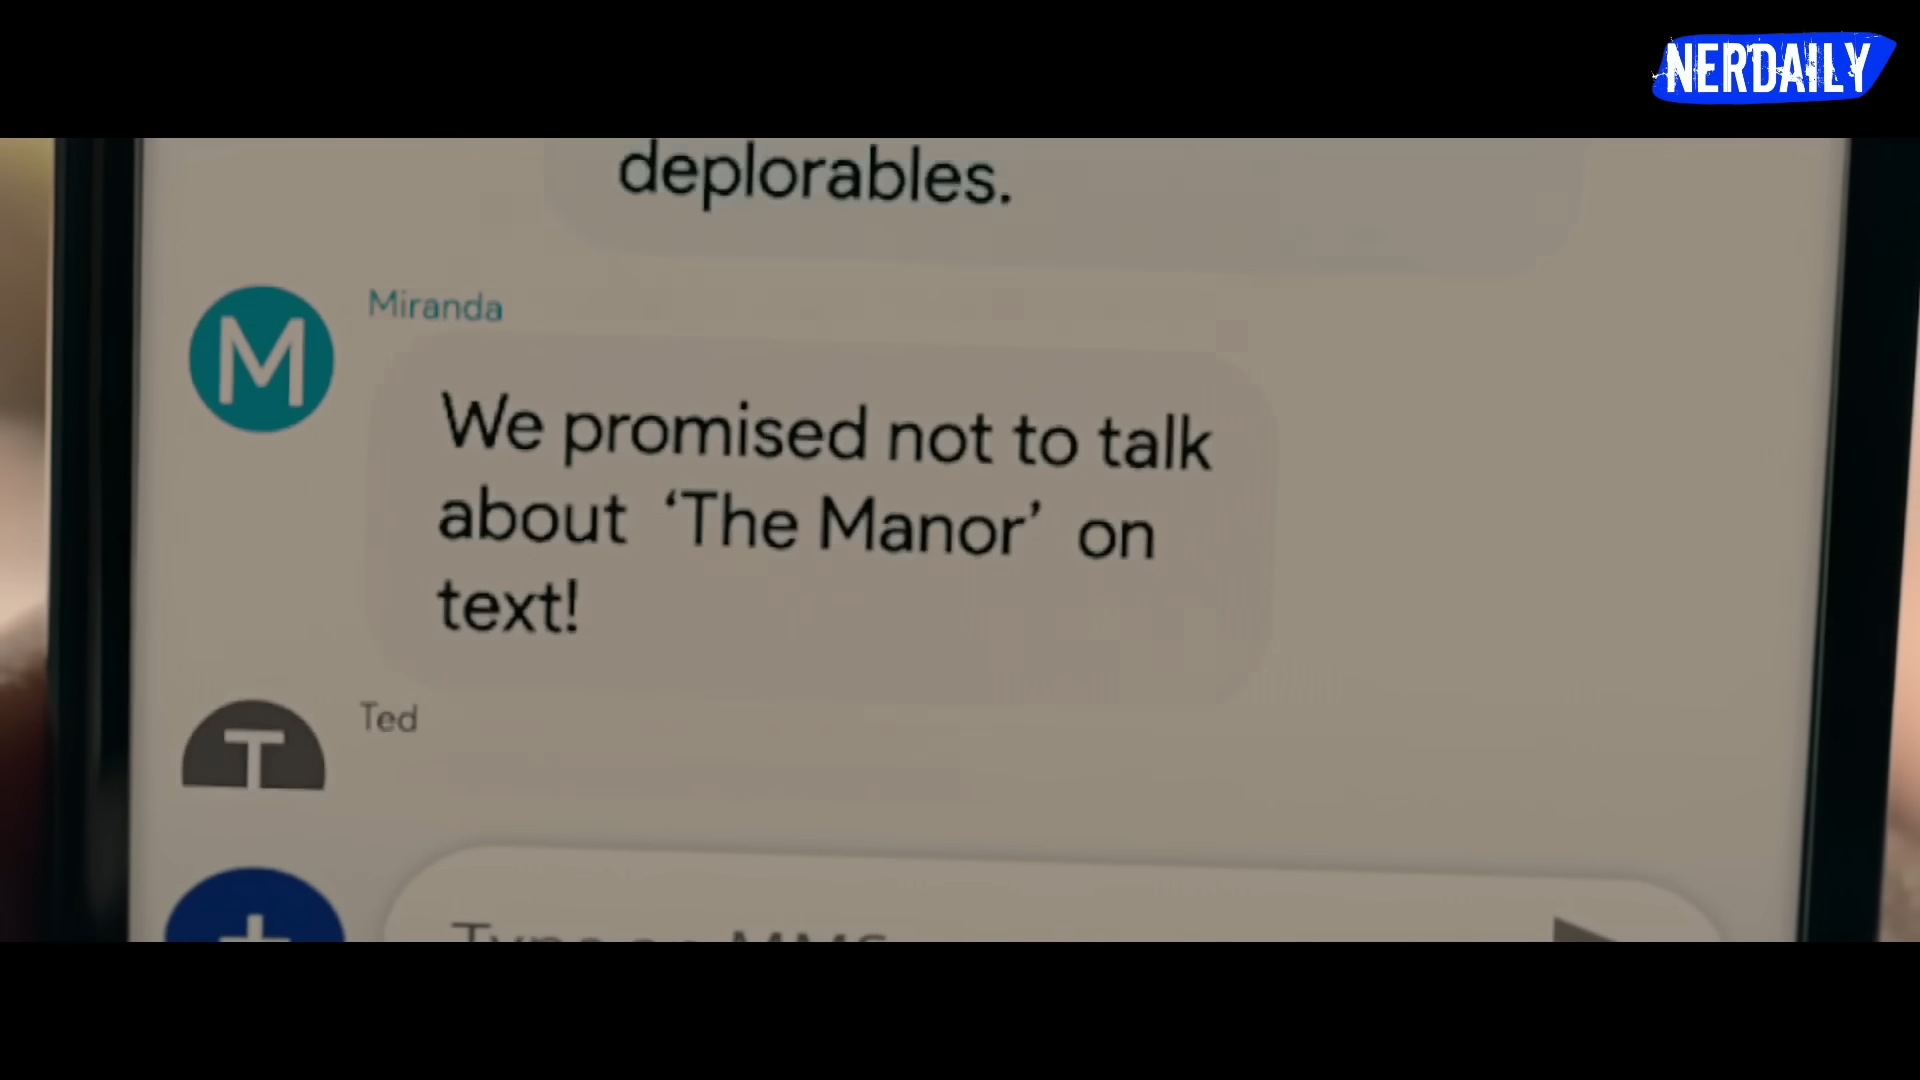 NERDAILY
deplorables.
Miranda
M
We promised not to talk
about ‘The Manor’ on
text!
Ted
T